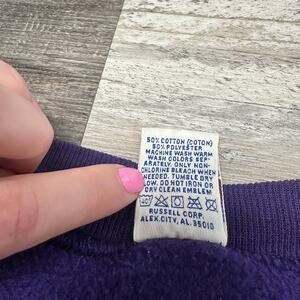 50% COTTON (COTON)
50% POLYESTER
MACHINE WASH WARM
WASH COLORS SEP-
ARATELY. ONLY NON-
CHLORINE BLEACH WHEN
NEEDED. TUMBLE DRY
LOW. DO NOT IRON OR
DRY CLEAN EMBLEM.
RUSSELL CORP.
ALEX.CITY, AL. 35010